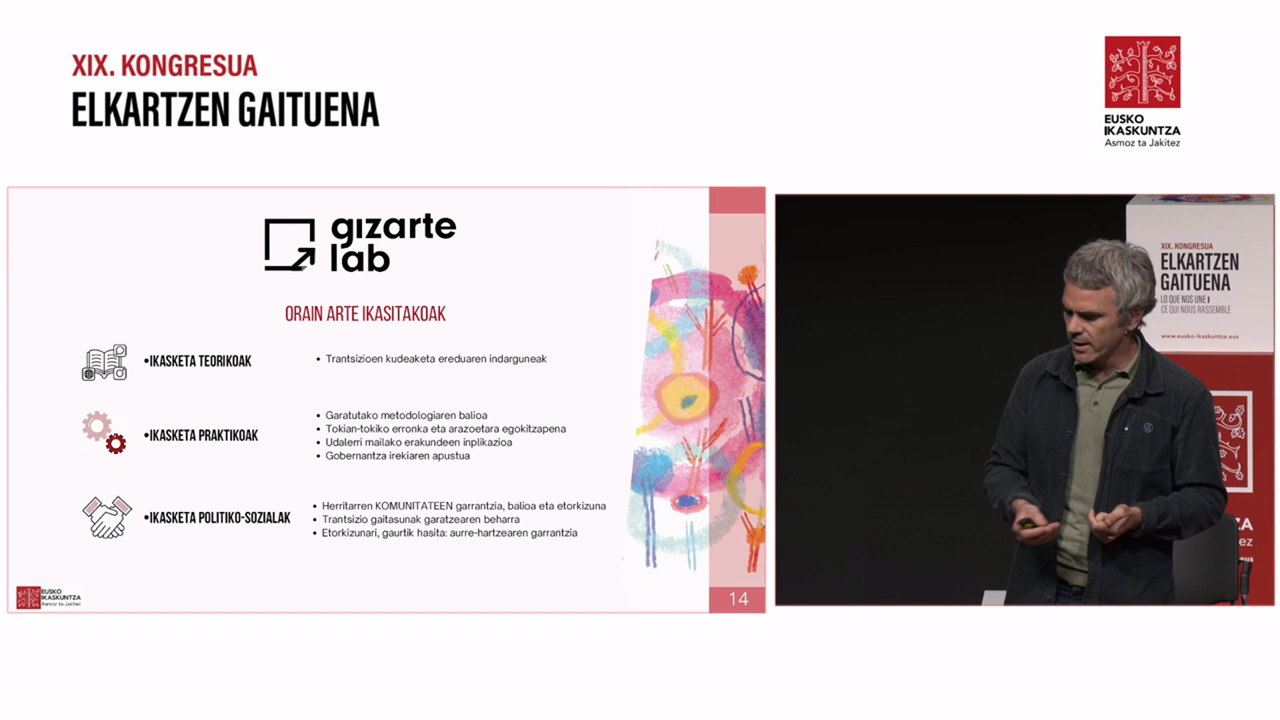 XIX. KONGRESUA
ELKARTZEN GAITUENA
EUSKO
IKASKUNTZA
Asmoz ta Jakitez
gizarte
lab
ORAIN ARTE IKASITAKOAK
•IKASKETA TEORIKOAK
• Trantsizioen kudeaketa ereduaren indarguneak
•IKASKETA PRAKTIKOAK
• Garatutako metodologiaren balioa
• Tokian-tokiko erronka eta arazoetara egokitzapena
• Udalerri mailako erakundeen inplikazioa
• Gobernantza irekiaren apustua
•IKASKETA POLITIKO-SOZIALAK
• Herritarren KOMUNITATEEN garrantzia, balioa eta etorkizuna
• Trantsizio gaitasunak garatzearen beharra
• Etorkizunari, gaurtik hasita: aurre-hartzearen garrantzia
EUSKO
IKASKUNTZA
Asmoz ta Jakitez
14
XIX. KONGRESUA
ELKARTZEN
GAITUENA
LO QUE NOS UNE
CE QUI NOUS RASSEMBLE
www.eusko-ikaskuntza.eus
ZA
ez
eus